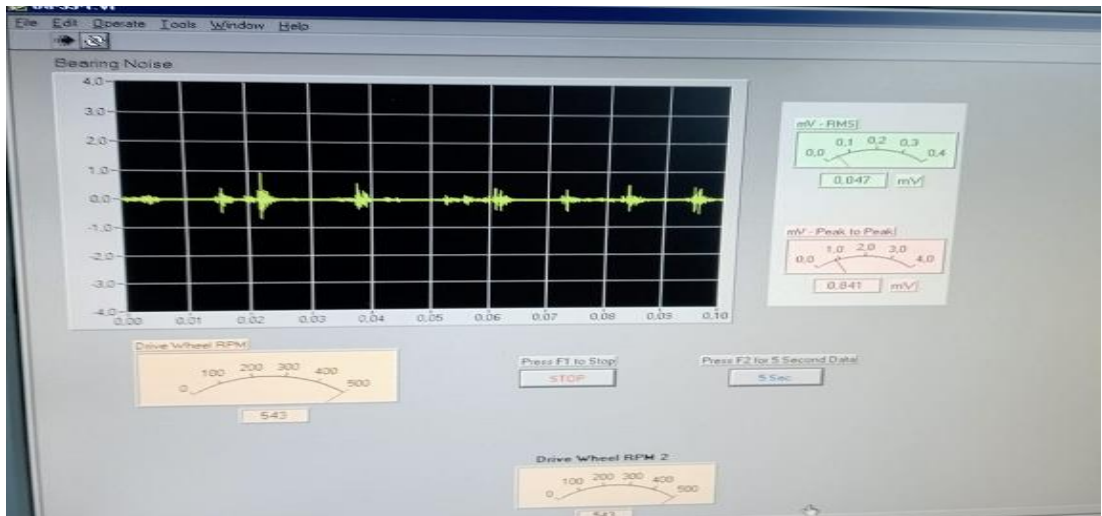 File Edit Operate Tools Window Help
Bearing Noise
4,0
3,0
2,0
1,0
0,0
-1,0
-2,0
-3,0
-4,0
0,00 0,01 0,02 0,03 0,04 0,05 0,06 0,07 0,08 0,09 0,10
mV - RMS
0,0 0,1 0,2 0,3 0,4
0,047 mV
mV - Peak to Peak
0,0 1,0 2,0 3,0 4,0
0,841 mV
Drive Wheel RPM
0 100 200 300 400 500
543
Press F1 to Stop
STOP
Press F2 for 5 Second Data
5 Sec
Drive Wheel RPM 2
0 100 200 300 400 500
543